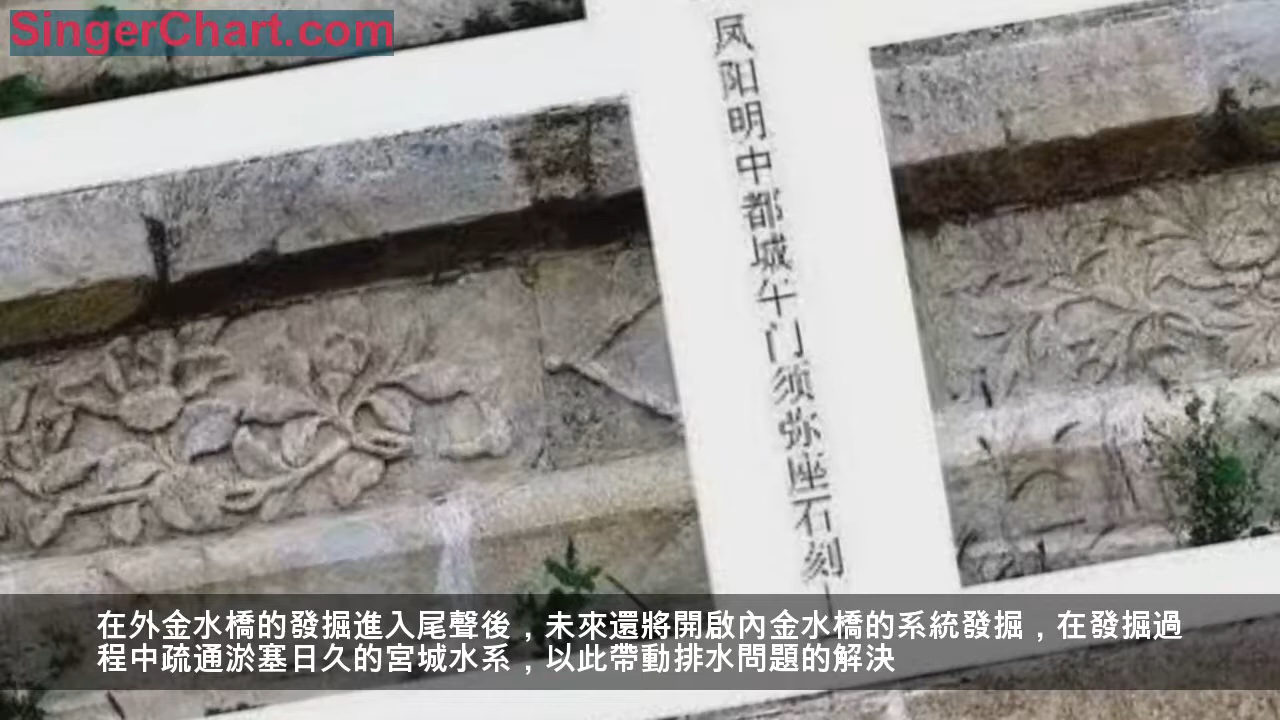 SingerChart.com
凤阳明中都城午门须弥座石刻
在外金水橋的發掘進入尾聲後，未來還將開啟內金水橋的系統發掘，在發掘過
程中疏通淤塞日久的宮城水系，以此帶動排水問題的解決